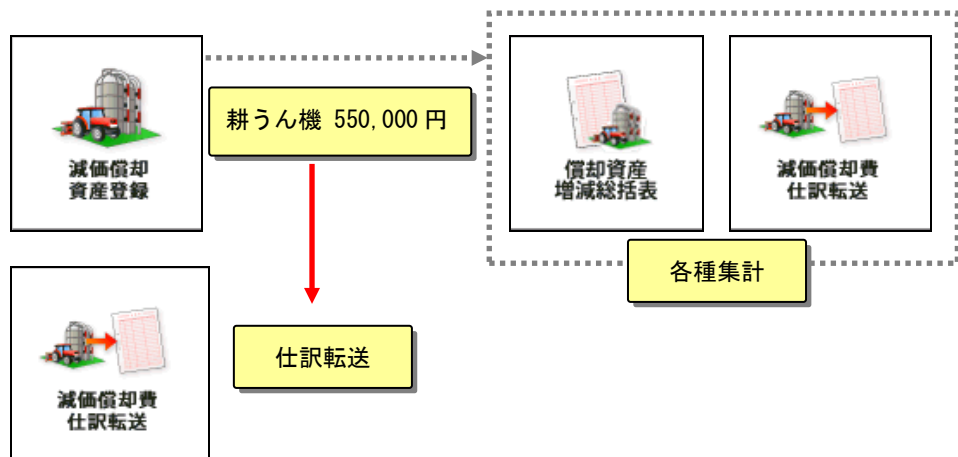 減価償却
資産登録
耕うん機 550,000 円
償却資産
増減総括表
減価償却費
仕訳転送
各種集計
減価償却費
仕訳転送
仕訳転送